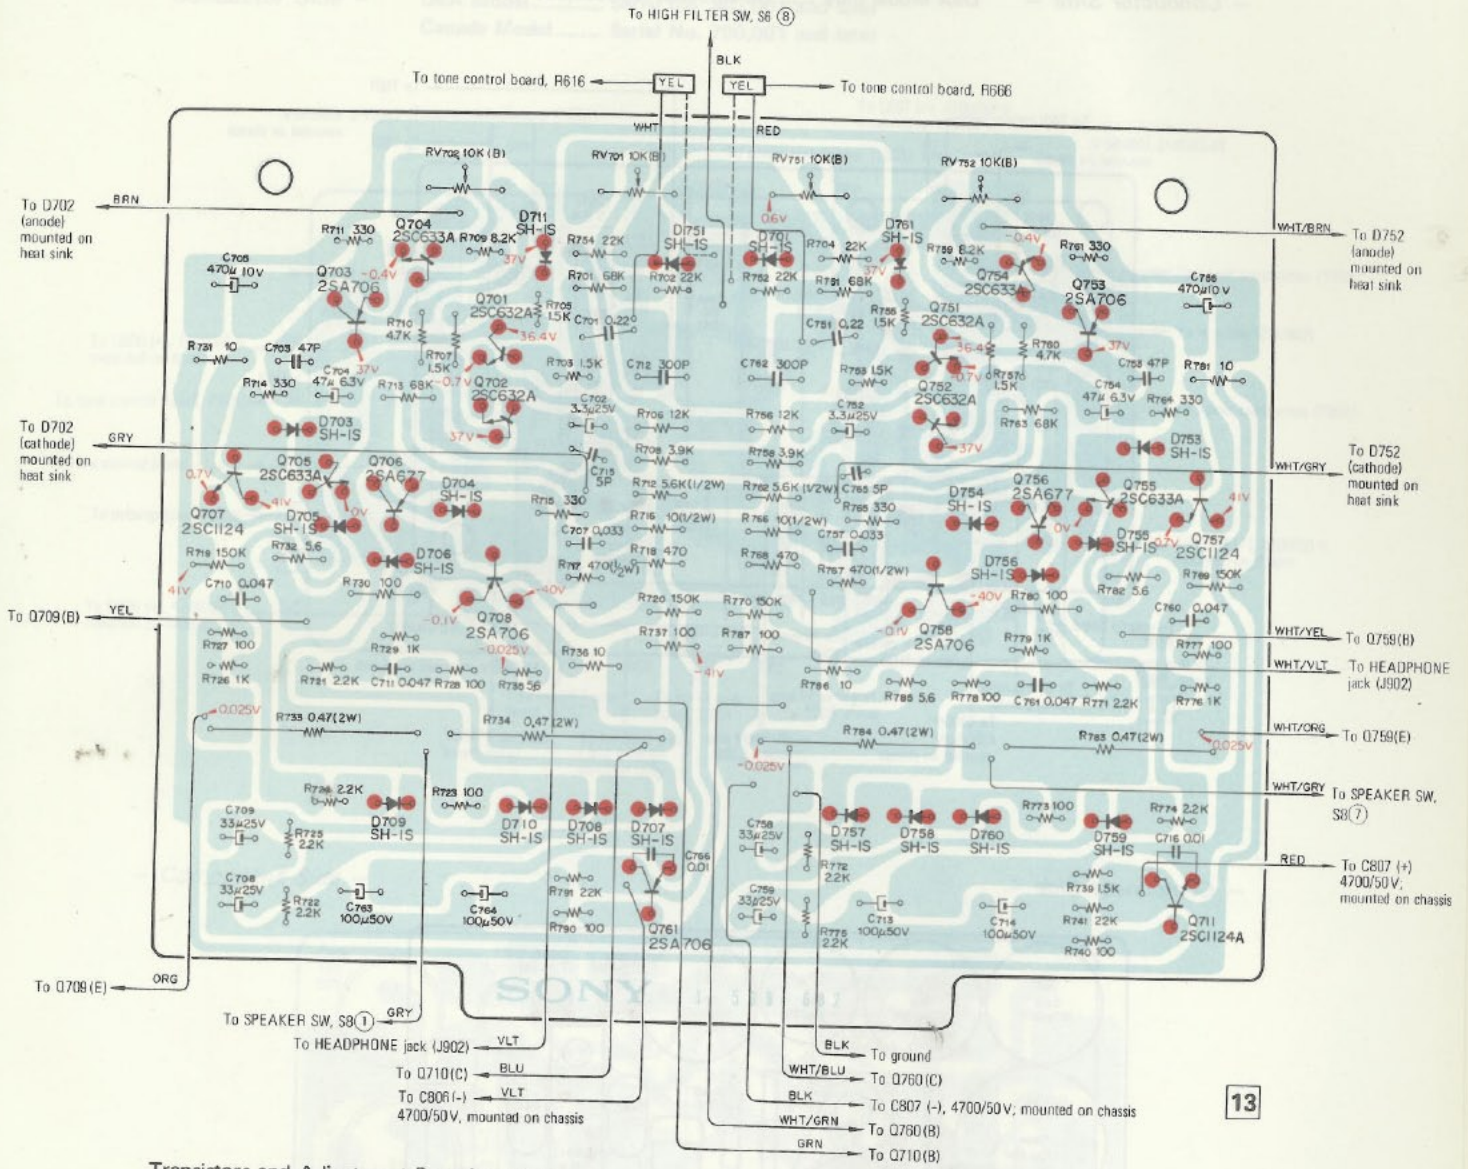 To HIGH FILTER SW, S6 8
BLK
To tone control board, R616
YEL
YEL
To tone control board, R666
WHT
RED
RV702 10K(B)
RV701 10K(B)
RV751 10K(B)
RV752 10K(B)
To D702
(anode)
mounted on
heat sink
BRN
WHT/BRN
To D752
(anode)
mounted on
heat sink
0.6V
R711 330
Q704
2SC633A
R709 8.2K
D711
SH-1S
37V
R754 22K
D751
SH-1S
D701
SH-1S
R704 22K
D761
SH-1S
37V
R759 8.2K
-0.4V
Q754
2SC633A
R761 330
C705
470μ 10V
Q703
2SA706
-0.4V
R701 68K
R702 22K
R752 22K
R751 68K
Q753
2SA706
C756
470μ10V
Q701
2SC632A
R705
1.5K
36.4V
C701 0.22
C751 0.22
R755
1.5K
Q751
2SC632A
36.4V
R710
4.7K
R707
1.5K
-0.7V
R760
4.7K
R757
1.5K
-0.7V
37V
37V
R731 10
C703 47P
R714 330
C704
47μ 6.3V
R713 68K
Q702
2SC632A
37V
R703 1.5K
C712 300P
C762 300P
R753 1.5K
Q752
2SC632A
37V
C753 47P
R781 10
C754
47μ 6.3V
R764 330
R763 68K
C702
3.3μ25V
R706 12K
R756 12K
C752
3.3μ25V
To D702
(cathode)
mounted on
heat sink
GRY
D703
SH-1S
R708 3.9K
R758 3.9K
D753
SH-1S
WHT/GRY
To D752
(cathode)
mounted on
heat sink
0.7V
Q705
2SC633A
Q706
2SA677
D704
SH-1S
C715
5P
R712 5.6K(1/2W)
R762 5.6K(1/2W)
C765 5P
D754
SH-1S
Q756
2SA677
Q755
2SC633A
41V
-41V
0V
R715 330
R716 10(1/2W)
R766 10(1/2W)
R765 330
0V
0.7V
Q707
2SC1124
D705
SH-1S
C707 0.033
C757 0.033
D755
SH-1S
Q757
2SC1124
R719 150K
R732 5.6
D706
SH-1S
R718 470
R768 470
D756
SH-1S
R769 150K
41V
C710 0.047
R730 100
R717 470(1/2W)
R767 470(1/2W)
R780 100
R782 5.6
C760 0.047
To Q709(B)
YEL
-0.1V
Q708
2SA706
-40V
-0.025V
R720 150K
R770 150K
-0.1V
Q758
2SA706
-40V
WHT/YEL
To Q759(B)
R727 100
R729 1K
R737 100
R787 100
R779 1K
R777 100
R726 1K
R721 2.2K
C711 0.047
R728 100
R735 5.6
R736 10
-41V
R786 10
R785 5.6
R778 100
C761 0.047
R771 2.2K
R776 1K
WHT/VLT
To HEADPHONE
jack (J902)
0.025V
R733 0.47(2W)
R734 0.47(2W)
R784 0.47(2W)
R783 0.47(2W)
-0.025V
0.025V
WHT/ORG
To Q759(E)
WHT/GRY
To SPEAKER SW,
S8 7
2.2K
D709
SH-1S
R723 100
D710
SH-1S
D708
SH-1S
D707
SH-1S
D757
SH-1S
D758
SH-1S
D760
SH-1S
R773 100
D759
SH-1S
R774 2.2K
C709
33μ25V
R725
2.2K
C766
0.01
C758
33μ25V
R772
2.2K
C716 0.01
RED
To C807 (+)
4700/50V;
mounted on chassis
C708
33μ25V
R722
2.2K
C763
100μ50V
C764
100μ50V
R791 22K
R790 100
Q761
2SA706
C759
33μ25V
R775
2.2K
C713
100μ50V
C714
100μ50V
R739 1.5K
R741 22K
R740 100
Q711
2SC1124A
To Q709(E)
ORG
SONY
To SPEAKER SW, S8 1
GRY
To HEADPHONE jack (J902)
VLT
BLK
To ground
To Q710(C)
BLU
WHT/BLU
To Q760(C)
To C806(-)
4700/50V, mounted on chassis
VLT
BLK
To C807 (-), 4700/50V; mounted on chassis
WHT/GRN
To Q760(B)
GRN
To Q710(B)
13